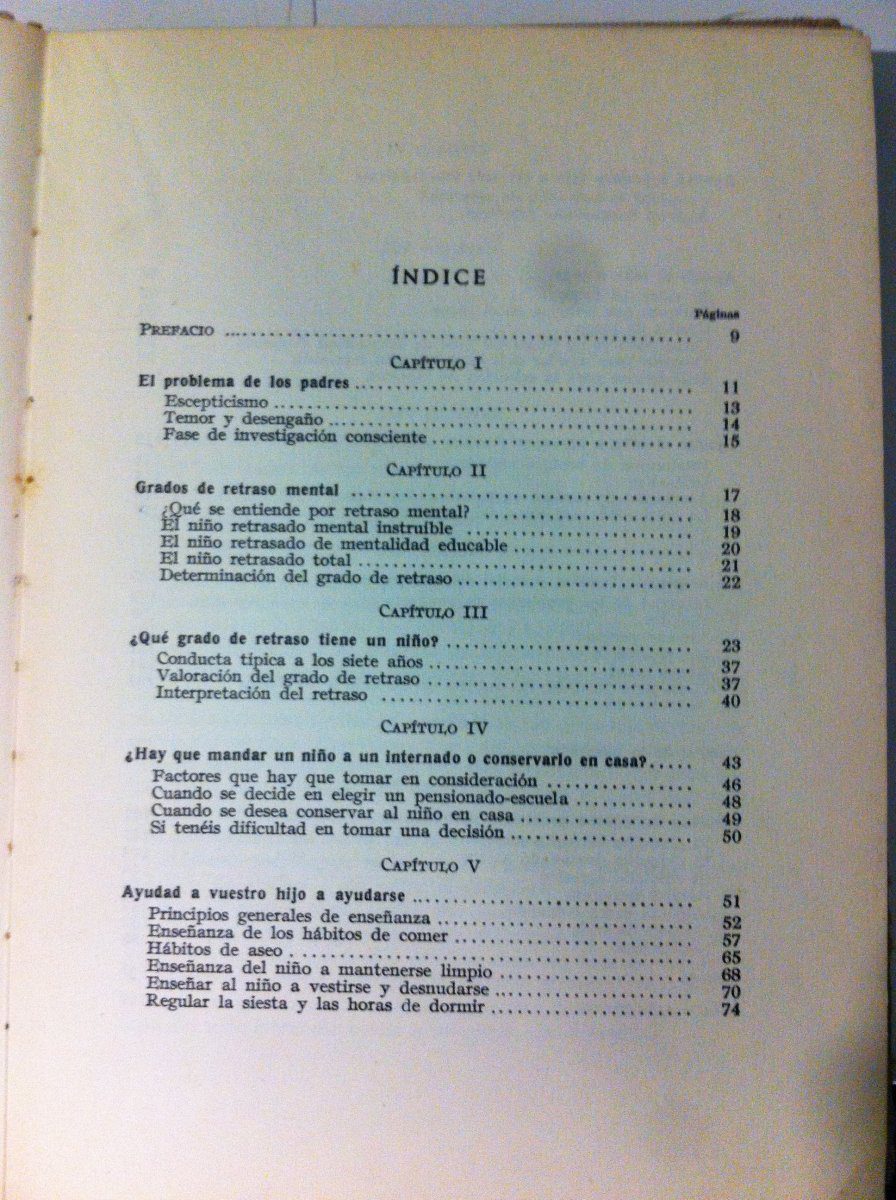 ÍNDICE
Páginas
PREFACIO ........................................ 9
CAPÍTULO I
El problema de los padres ........................................ 11
Escepticismo ........................................ 13
Temor y desengaño ........................................ 14
Fase de investigación consciente ........................................ 15
CAPÍTULO II
Grados de retraso mental ........................................ 17
¿Qué se entiende por retraso mental? ........................................ 18
El niño retrasado mental instruíble ........................................ 19
El niño retrasado de mentalidad educable ........................................ 20
El niño retrasado total ........................................ 21
Determinación del grado de retraso ........................................ 22
CAPÍTULO III
¿Qué grado de retraso tiene un niño? ........................................ 23
Conducta típica a los siete años ........................................ 37
Valoración del grado de retraso ........................................ 37
Interpretación del retraso ........................................ 40
CAPÍTULO IV
¿Hay que mandar un niño a un internado o conservarlo en casa? ..... 43
Factores que hay que tomar en consideración ................ 46
Cuando se decide en elegir un pensionado-escuela ............. 48
Cuando se desea conservar al niño en casa .................... 49
Si tenéis dificultad en tomar una decisión .................... 50
CAPÍTULO V
Ayudad a vuestro hijo a ayudarse ................................ 51
Principios generales de enseñanza ............................ 52
Enseñanza de los hábitos de comer .......................... 57
Hábitos de aseo ........................................ 65
Enseñanza del niño a mantenerse limpio ...................... 68
Enseñar al niño a vestirse y desnudarse ...................... 70
Regular la siesta y las horas de dormir ...................... 74